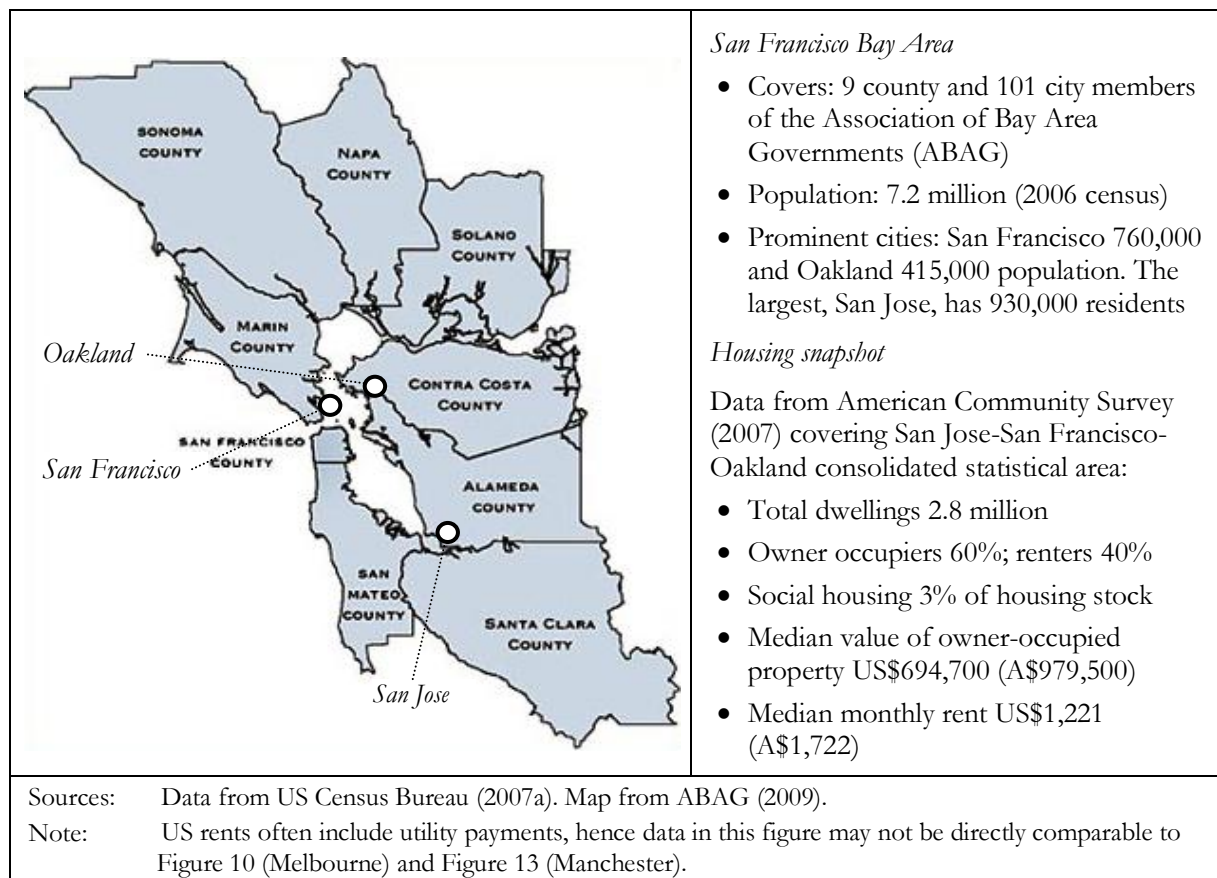 SONOMA
COUNTY
NAPA
COUNTY
SOLANO
COUNTY
MARIN
COUNTY
Oakland
CONTRA COSTA
COUNTY
SAN FRANCISCO
COUNTY
San Francisco
ALAMEDA
COUNTY
SAN
MATEO
COUNTY
SANTA CLARA
COUNTY
San Jose
San Francisco Bay Area
• Covers: 9 county and 101 city members
of the Association of Bay Area
Governments (ABAG)
• Population: 7.2 million (2006 census)
• Prominent cities: San Francisco 760,000
and Oakland 415,000 population. The
largest, San Jose, has 930,000 residents
Housing snapshot
Data from American Community Survey
(2007) covering San Jose-San Francisco-
Oakland consolidated statistical area:
• Total dwellings 2.8 million
• Owner occupiers 60%; renters 40%
• Social housing 3% of housing stock
• Median value of owner-occupied
property US$694,700 (A$979,500)
• Median monthly rent US$1,221
(A$1,722)
Sources: Data from US Census Bureau (2007a). Map from ABAG (2009).
Note: US rents often include utility payments, hence data in this figure may not be directly comparable to
Figure 10 (Melbourne) and Figure 13 (Manchester).